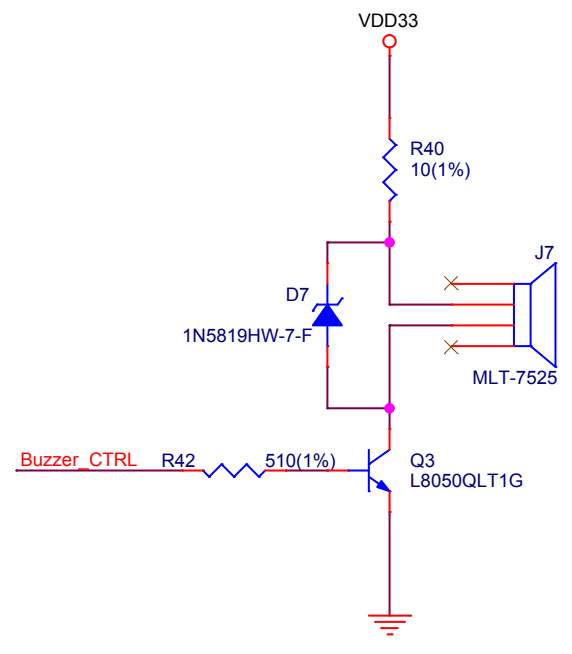 VDD33
R40
10(1%)
J7
D7
1N5819HW-7-F
MLT-7525
Buzzer_CTRL
R42
510(1%)
Q3
L8050QLT1G